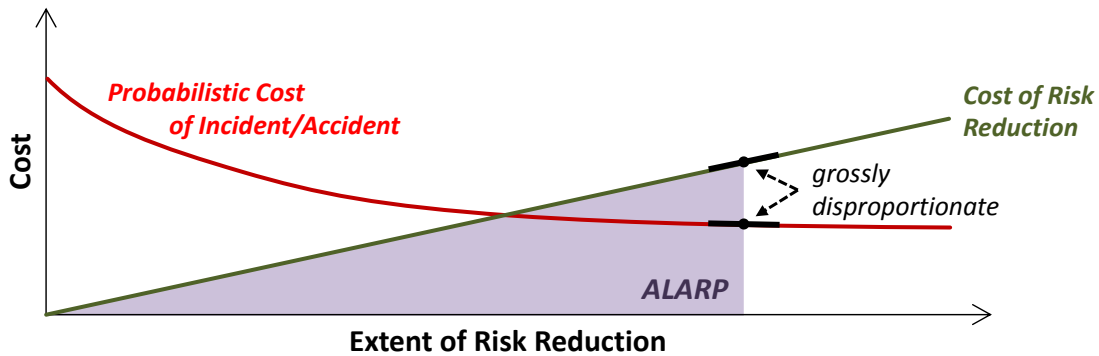 Probabilistic Cost
of Incident/Accident
Cost of Risk
Reduction
Cost
grossly
disproportionate
ALARP
Extent of Risk Reduction